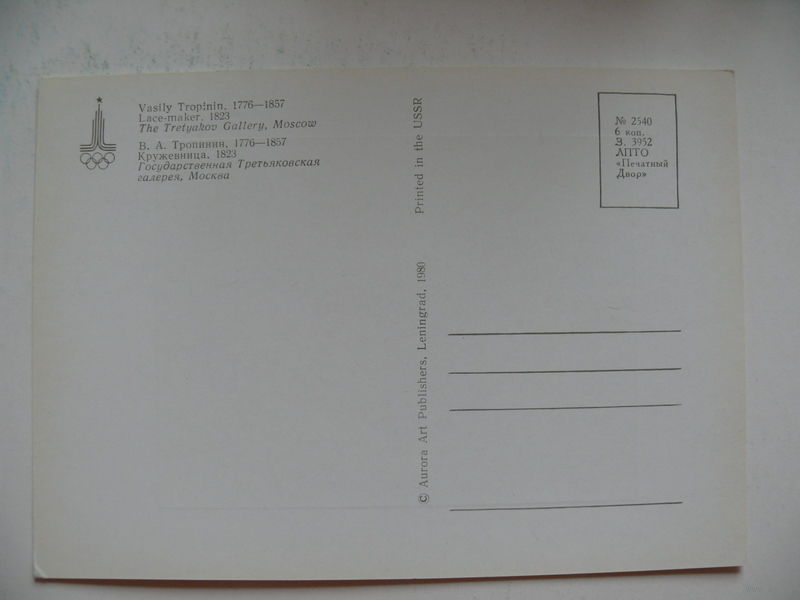 Vasily Tropinin, 1776—1857
Lace-maker. 1823
The Tretyakov Gallery, Moscow
В. А. Тропинин, 1776—1857
Кружевница, 1823
Государственная Третьяковская
галерея, Москва
© Aurora Art Publishers, Leningrad, 1980 Printed in the USSR
№ 2540
6 коп.
З. 3952
ЛПТО
«Печатный
Двор»